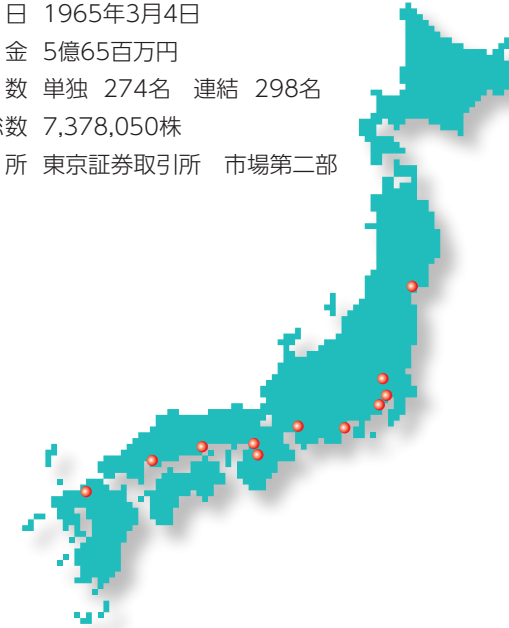 日 1965年3月4日
金 5億65百万円
数 単独 274名 連結 298名
総数 7,378,050株
所 東京証券取引所 市場第二部